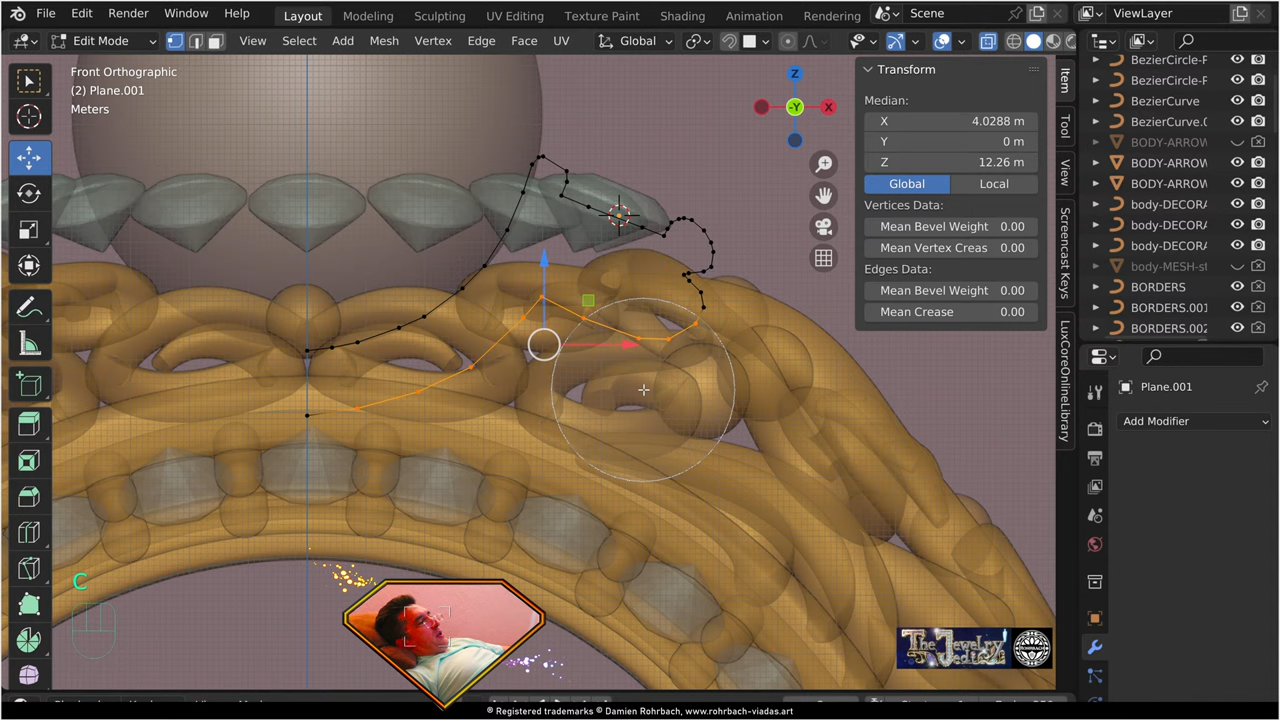 File Edit Render Window Help Layout Modeling Sculpting UV Editing Texture Paint Shading Animation Rendering Scene ViewLayer
Edit Mode View Select Add Mesh Vertex Edge Face UV Global
Front Orthographic
(2) Plane.001
Meters
Z
X
-Y
Transform
Median:
X 4.0288 m
Y 0 m
Z 12.26 m
Global Local
Vertices Data:
Mean Bevel Weight 0.00
Mean Vertex Creas 0.00
Edges Data:
Mean Bevel Weight 0.00
Mean Crease 0.00
Item
Tool
View
Screencast Keys
LuxCoreOnlineLibrary
BezierCircle-F
BezierCircle-F
BezierCurve
BezierCurve.0
BODY-ARROW
BODY-ARROW
BODY-ARROW
body-DECORA
body-DECORA
body-DECORA
body-MESH-st
BORDERS
BORDERS.001
BORDERS.002
Plane.001
Add Modifier
C
The Jewelry
ROHRBACH
® Registered trademarks © Damien Rohrbach, www.rohrbach-viadas.art